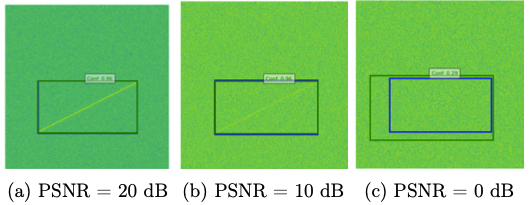 Conf. 0.96
Conf. 0.96
Conf. 0.29
(a) PSNR = 20 dB (b) PSNR = 10 dB (c) PSNR = 0 dB